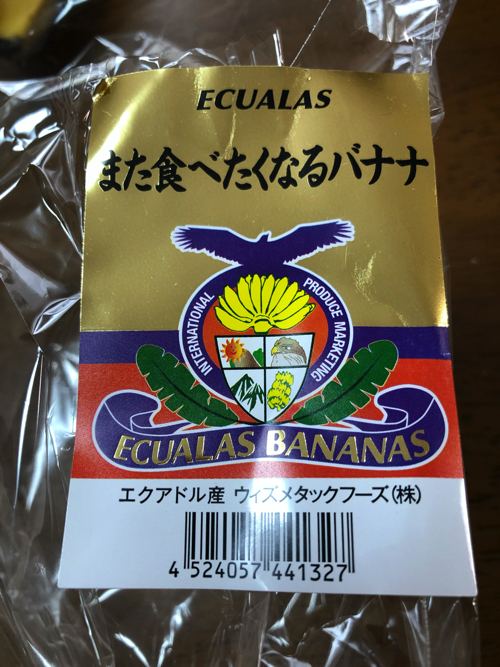 ECUALAS
また食べたくなるバナナ
INTERNATIONAL
PRODUCE MARKETING
ECUALAS BANANAS
エクアドル産 ウィズメタックフーズ(株)
4 524057 441327